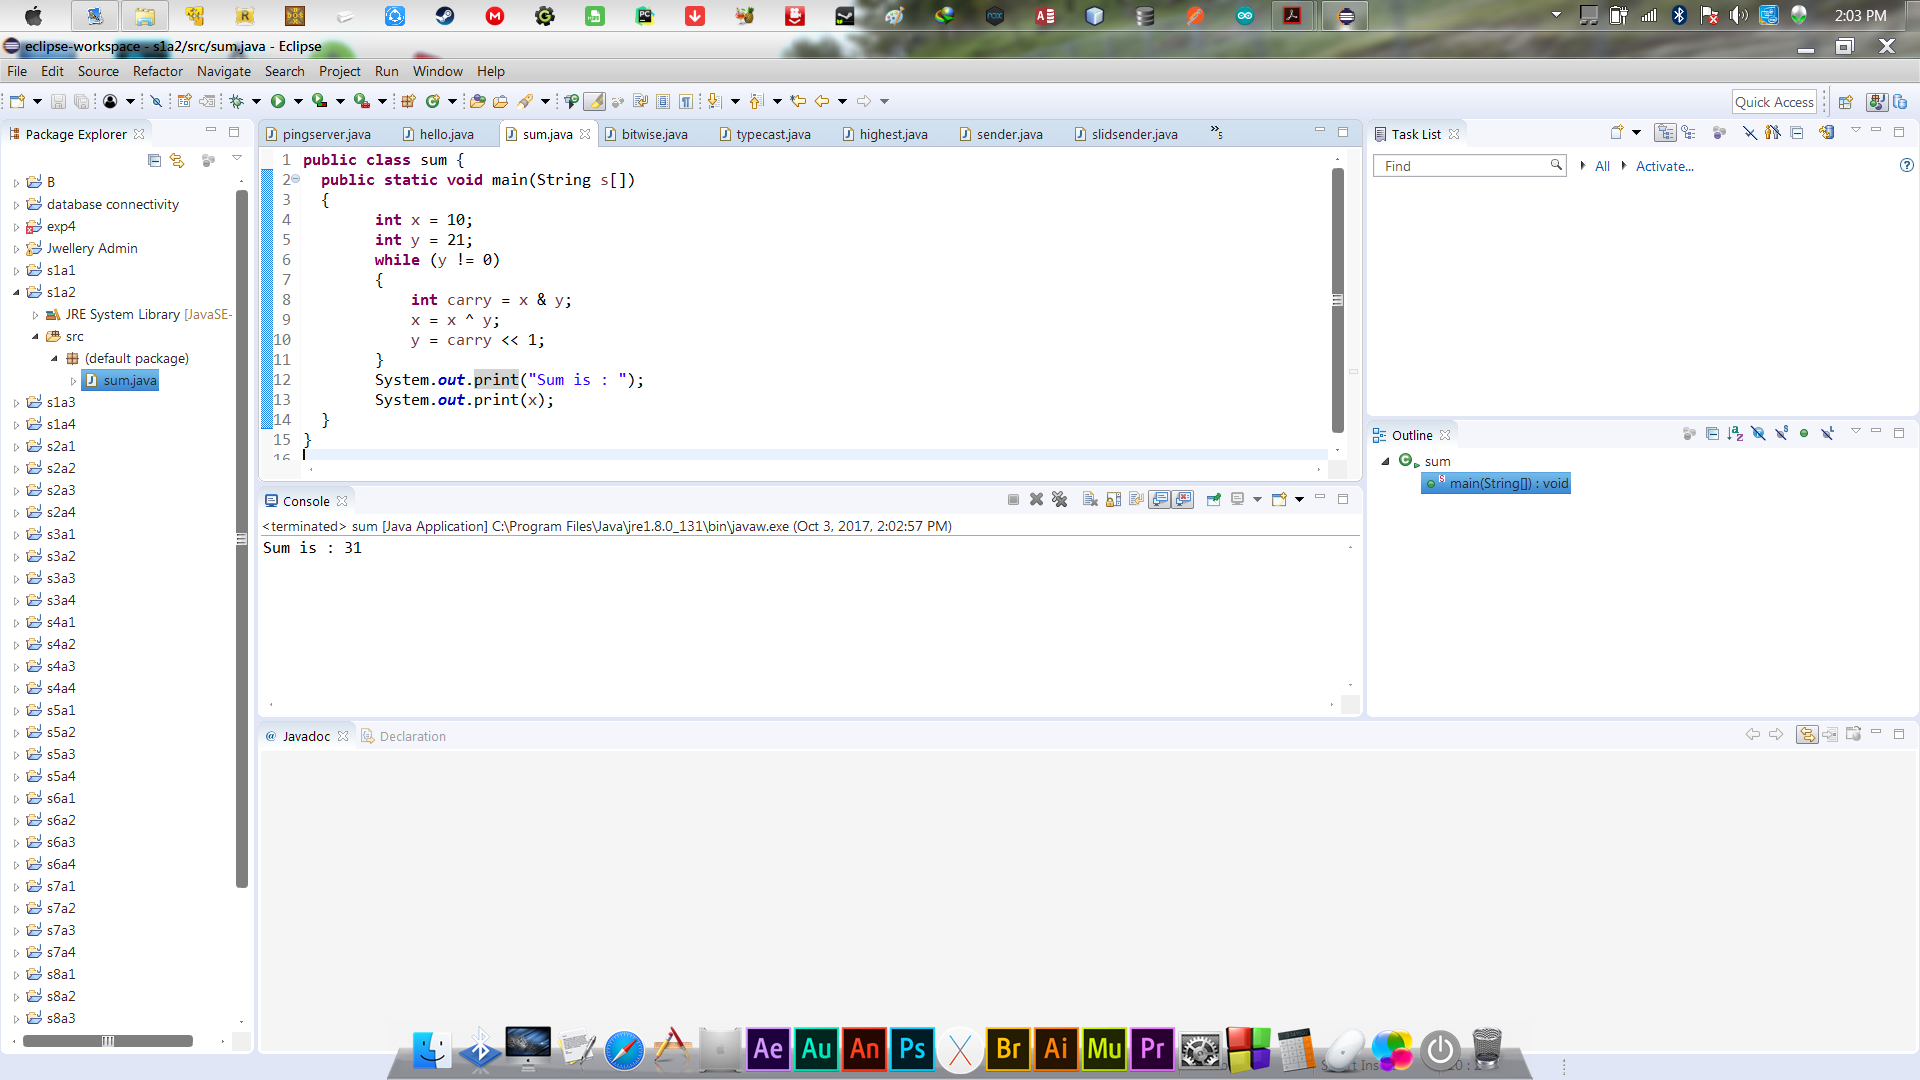 2:03 PM
eclipse-workspace - s1a2/src/sum.java - Eclipse
File Edit Source Refactor Navigate Search Project Run Window Help
Quick Access
Package Explorer
B
database connectivity
exp4
Jwellery Admin
s1a1
s1a2
JRE System Library [JavaSE-
src
(default package)
sum.java
s1a3
s1a4
s2a1
s2a2
s2a3
s2a4
s3a1
s3a2
s3a3
s3a4
s4a1
s4a2
s4a3
s4a4
s5a1
s5a2
s5a3
s5a4
s6a1
s6a2
s6a3
s6a4
s7a1
s7a2
s7a3
s7a4
s8a1
s8a2
s8a3
pingserver.java hello.java sum.java bitwise.java typecast.java highest.java sender.java slidsender.java »5
1 public class sum {
2 public static void main(String s[])
3 {
4 int x = 10;
5 int y = 21;
6 while (y != 0)
7 {
8 int carry = x & y;
9 x = x ^ y;
10 y = carry << 1;
11 }
12 System.out.print("Sum is : ");
13 System.out.print(x);
14 }
15 }
16
Console
<terminated> sum [Java Application] C:\Program Files\Java\jre1.8.0_131\bin\javaw.exe (Oct 3, 2017, 2:02:57 PM)
Sum is : 31
Javadoc Declaration
Task List
Find All Activate...
Outline
sum
main(String[]) : void
Ae Au An Ps X Br Ai Mu Pr